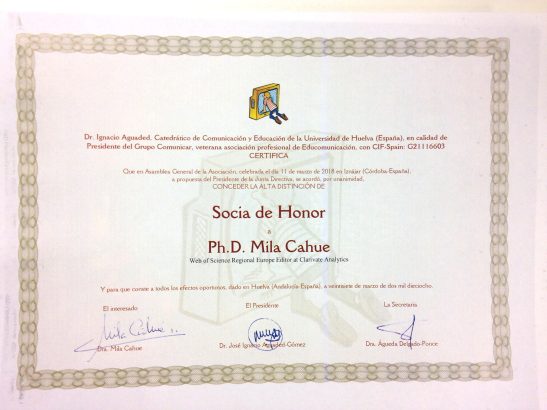 Dr. Ignacio Aguaded, Catedrático de Comunicación y Educación de la Universidad de Huelva (España), en calidad de
Presidente del Grupo Comunicar, veterana asociación profesional de Educomunicación, con CIF-Spain: G21116603
CERTIFICA
Que en Asamblea General de la Asociación, celebrada el día 11 de marzo de 2018 en Iznájar (Córdoba-España),
a propuesta del Presidente de la Junta Directiva, se acordó, por unanimidad,
CONCEDER LA ALTA DISTINCIÓN DE
Socia de Honor
a
Ph.D. Mila Cahue
Web of Science Regional Europe Editor at Clarivate Analytics
Y para que conste a todos los efectos oportunos, dado en Huelva (Andalucía-España), a veintisiete de marzo de dos mil dieciocho.
El interesado El Presidente La Secretaria
Mila Cahue
Dra. Mila Cahue Dr. José Ignacio Aguaded-Gómez Dra. Águeda Delgado-Ponce